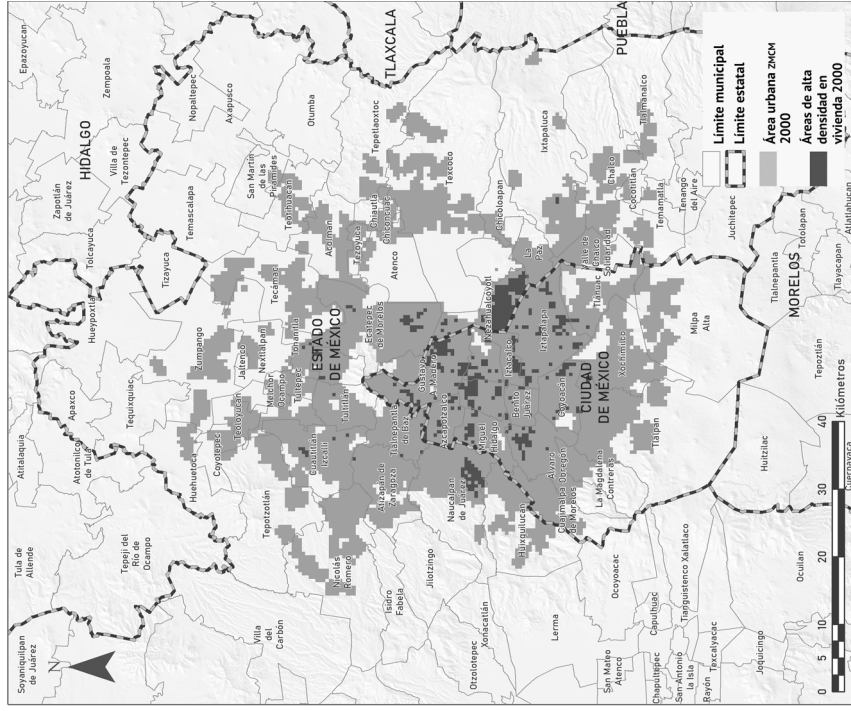 Soyaniquilpan
de Juárez
Tula de
Allende
Atitalaquia
Atotonilco
de Tula
Apaxco
Hueypoxtla
Tolcayuca
Zapotlán
de Juárez
HIDALGO
Epazoyucan
Zempoala
Villa de
Tezontepec
Tepeji del
Río de
Ocampo
Tequixquiac
Tizayuca
Temascalapa
Nopaltepec
Axapusco
N
Huehuetoca
Coyotepec
Zumpango
San Martín
de las
Pirámides
Otumba
Villa
del
Carbón
Tepotzotlán
Teoloyucan
Jaltenco
Nextlalpan
Tecámac
Teotihuacan
Melchor
Ocampo
Tultepec
Tonanitla
Acolman
Cuautitlán
Izcalli
Tultitlán
ESTADO
DE MÉXICO
Tezoyuca
Chiautla
Chiconcuac
Tepetlaoxtoc
TLAXCALA
Nicolás
Romero
Atizapán de
Zaragoza
Tlalnepantla
de Baz
Ecatepec
de Morelos
Atenco
Isidro
Fabela
Jilotzingo
Gustavo
A. Madero
Azcapotzalco
Texcoco
Naucalpan
de Juárez
Miguel
Hidalgo
Nezahualcóyotl
Chicoloapan
Otzolotepec
Xonacatlán
Huixquilucan
Benito
Juárez
Iztacalco
La
Paz
Iztapalapa
Ixtapaluca
Lerma
Cuajimalpa
de Morelos
Álvaro
Obregón
Coyoacán
Valle de
Chalco
Solidaridad
Tláhuac
Chalco
PUEBLA
CIUDAD
DE MÉXICO
La Magdalena
Contreras
Xochimilco
Cocotitlán
Tlalmanalco
San Mateo
Atenco
Ocoyoacac
Tlalpan
Temamatla
Tenango
del Aire
Capulhuac
Chapultepec
Tianguistenco
Xalatlaco
Milpa
Alta
San Antonio
la Isla
Rayón
Texcalyacac
Juchitepec
Joquicingo
Ocuilan
Huitzilac
Tlalnepantla
MORELOS
Totolapan
Tepoztlán
Tlayacapan
Atlatlahucan
Cuernavaca
Límite municipal
Límite estatal
Área urbana ZMCM
2000
Áreas de alta
densidad en
vivienda 2000
0 5 10 20 30 40
Kilómetros